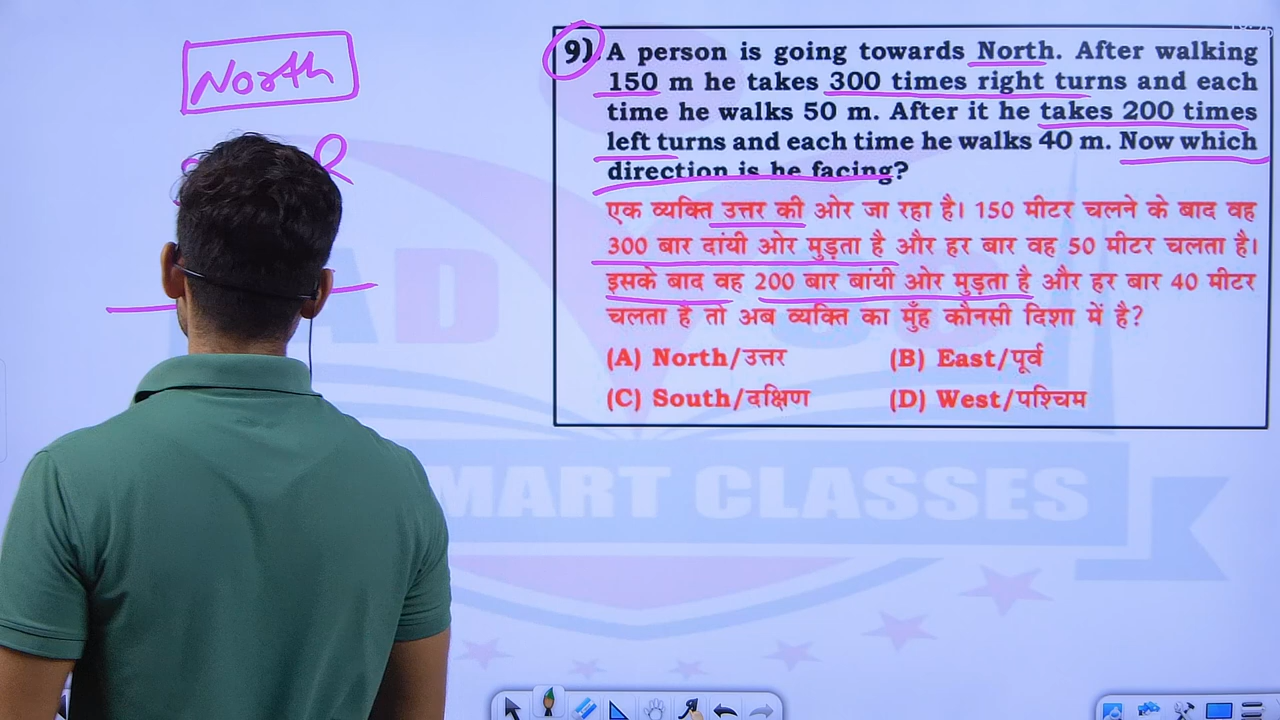 North
R
9) A person is going towards North. After walking
150 m he takes 300 times right turns and each
time he walks 50 m. After it he takes 200 times
left turns and each time he walks 40 m. Now which
direction is he facing?
एक व्यक्ति उत्तर की ओर जा रहा है। 150 मीटर चलने के बाद वह
300 बार दांयी ओर मुड़ता है और हर बार वह 50 मीटर चलता है।
इसके बाद वह 200 बार बांयी ओर मुड़ता है और हर बार 40 मीटर
चलता है तो अब व्यक्ति का मुँह कौनसी दिशा में है?
(A) North/उत्तर (B) East/पूर्व
(C) South/दक्षिण (D) West/पश्चिम
MART CLASSES